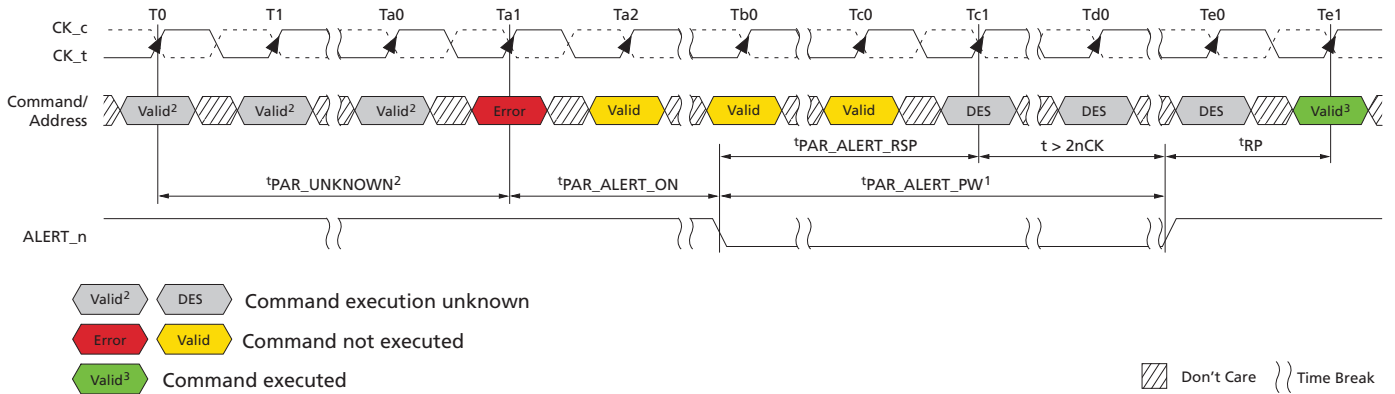 T0 T1 Ta0 Ta1 Ta2 Tb0 Tc0 Tc1 Td0 Te0 Te1
CK_c
CK_t
Command/
Address
Valid² Valid² Valid² Error Valid Valid Valid DES DES DES Valid³
tPAR_ALERT_RSP t > 2nCK tRP
tPAR_UNKNOWN² tPAR_ALERT_ON tPAR_ALERT_PW¹
ALERT_n
Valid² DES Command execution unknown
Error Valid Command not executed
Valid³ Command executed
Don't Care Time Break